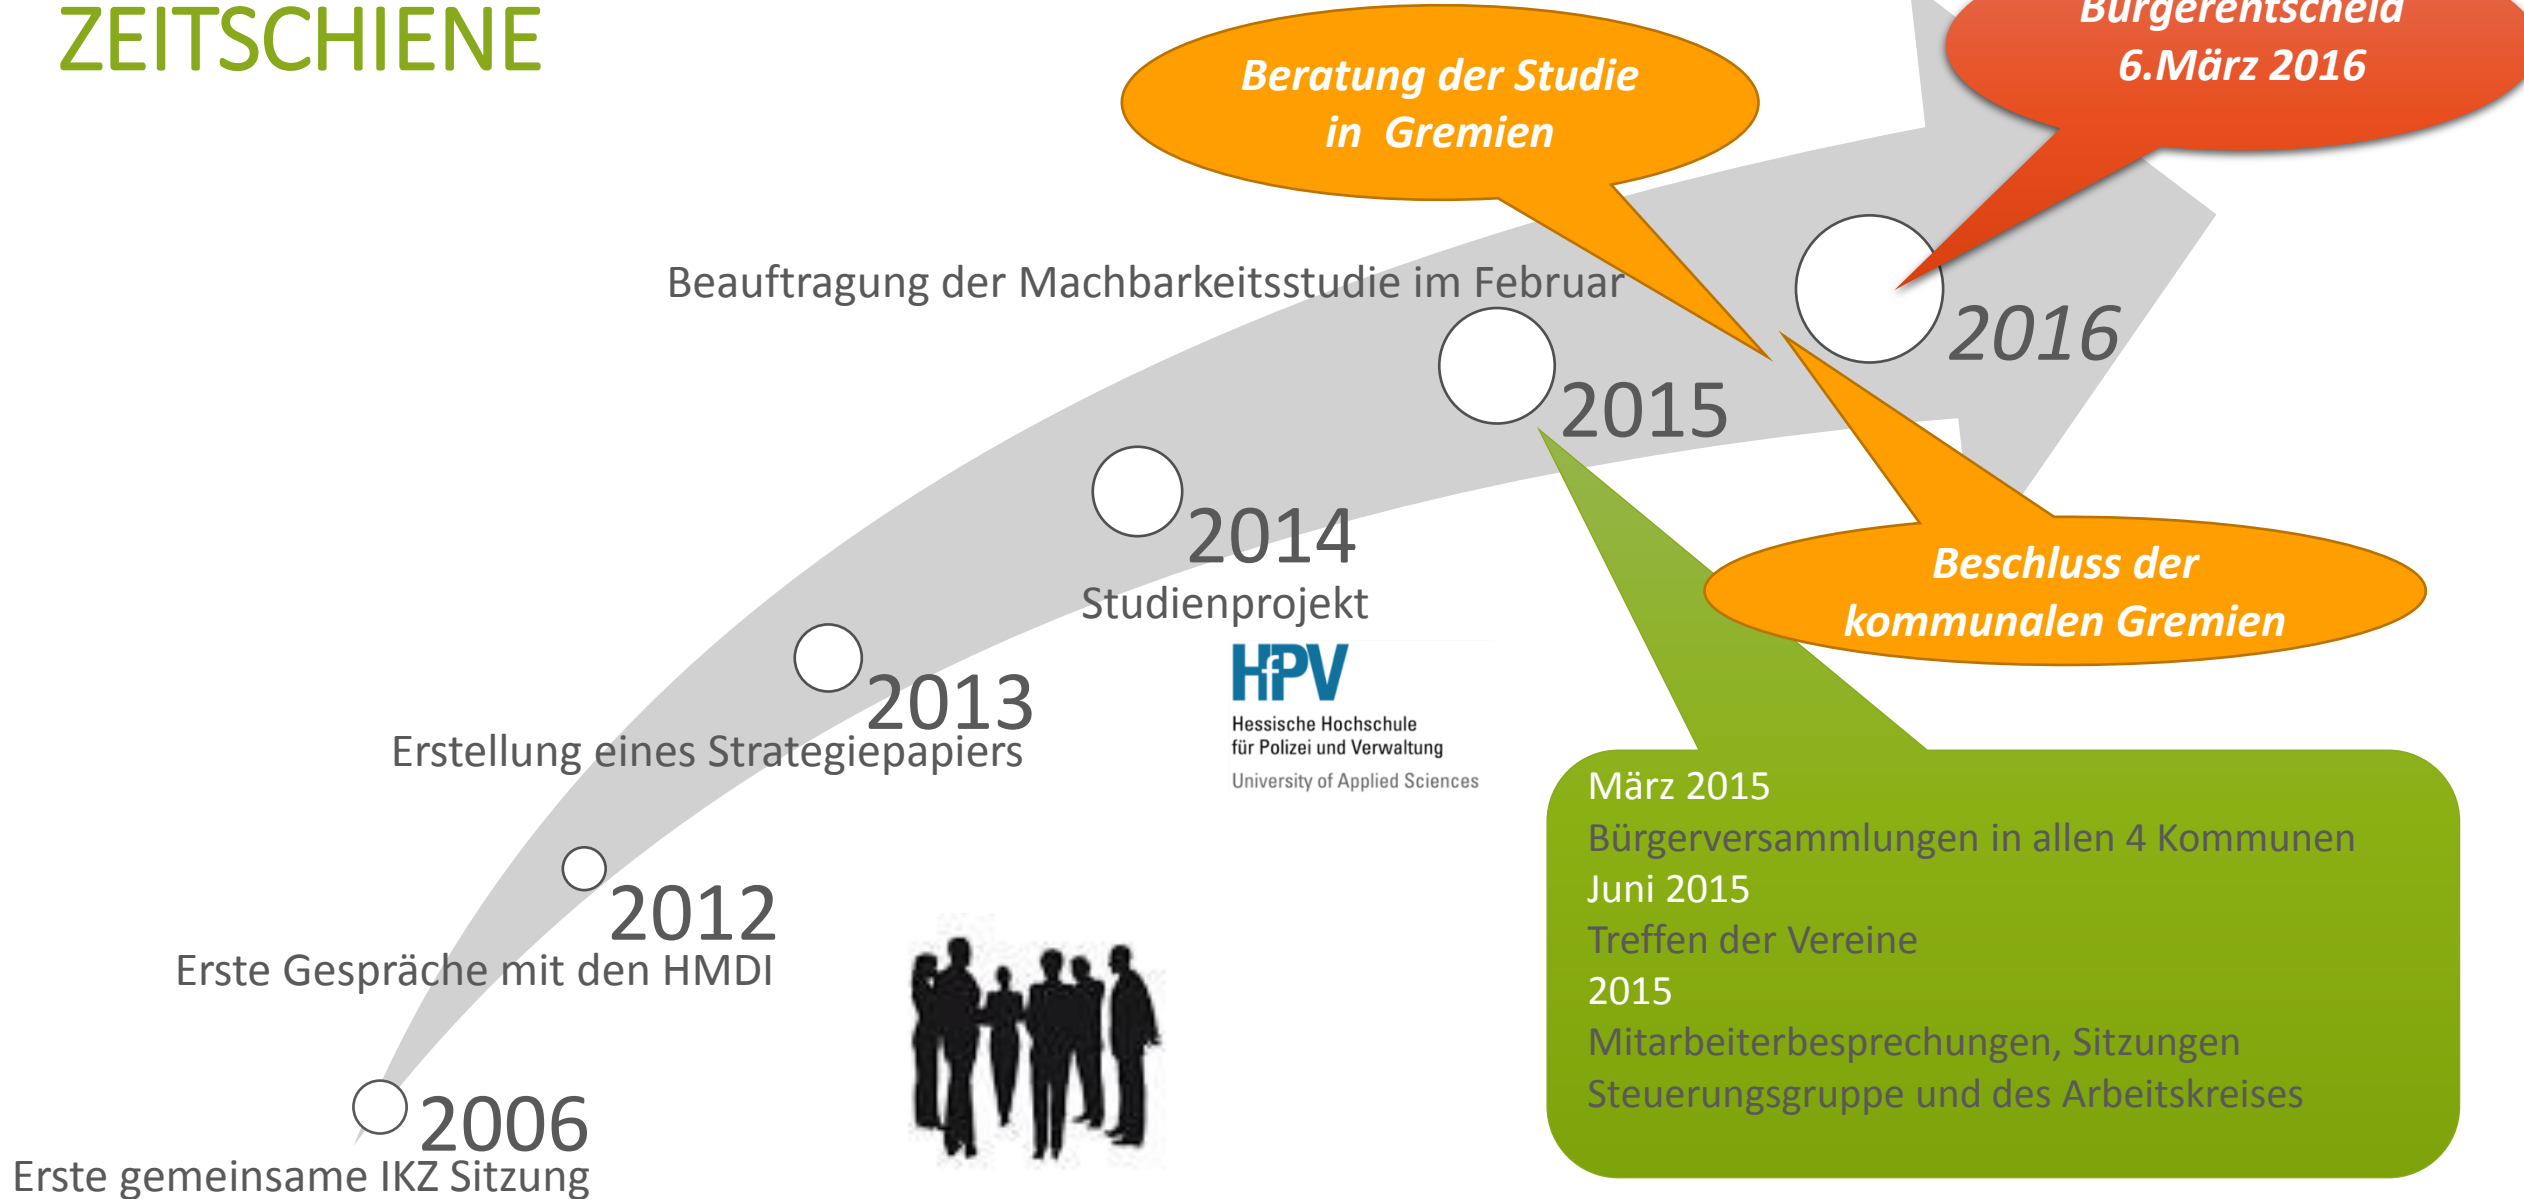 ZEITSCHIENE
Bürgerentscheid
6.März 2016
Beratung der Studie
in Gremien
Beauftragung der Machbarkeitsstudie im Februar
2016
2015
2014
Studienprojekt
Beschluss der
kommunalen Gremien
HfPV
Hessische Hochschule
für Polizei und Verwaltung
University of Applied Sciences
2013
Erstellung eines Strategiepapiers
März 2015
Bürgerversammlungen in allen 4 Kommunen
Juni 2015
Treffen der Vereine
2015
Mitarbeiterbesprechungen, Sitzungen
Steuerungsgruppe und des Arbeitskreises
2012
Erste Gespräche mit den HMDI
2006
Erste gemeinsame IKZ Sitzung